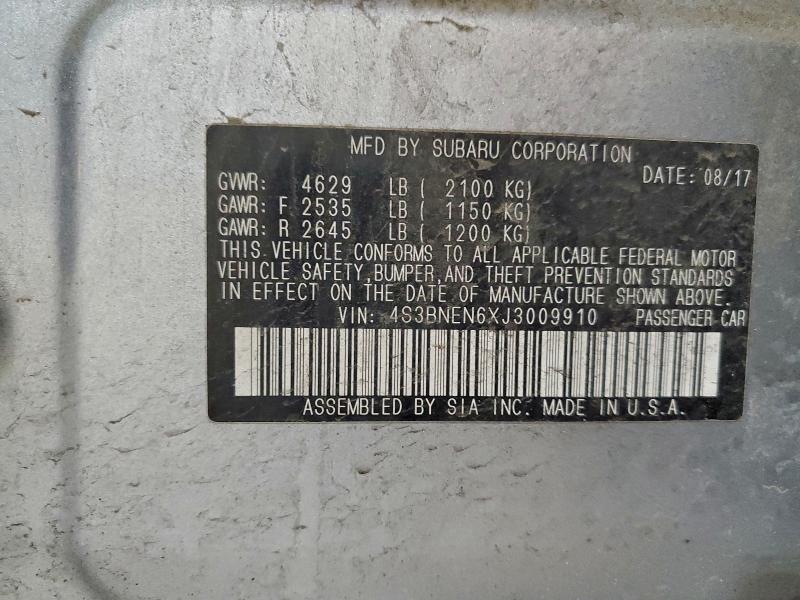 MFD BY SUBARU CORPORATION
DATE: 08/17
GVWR: 4629 LB ( 2100 KG)
GAWR: F 2535 LB ( 1150 KG)
GAWR: R 2645 LB ( 1200 KG)
THIS VEHICLE CONFORMS TO ALL APPLICABLE FEDERAL MOTOR
VEHICLE SAFETY, BUMPER, AND THEFT PREVENTION STANDARDS
IN EFFECT ON THE DATE OF MANUFACTURE SHOWN ABOVE.
VIN: 4S3BNEN6XJ3009910 PASSENGER CAR
ASSEMBLED BY SIA INC. MADE IN U.S.A.